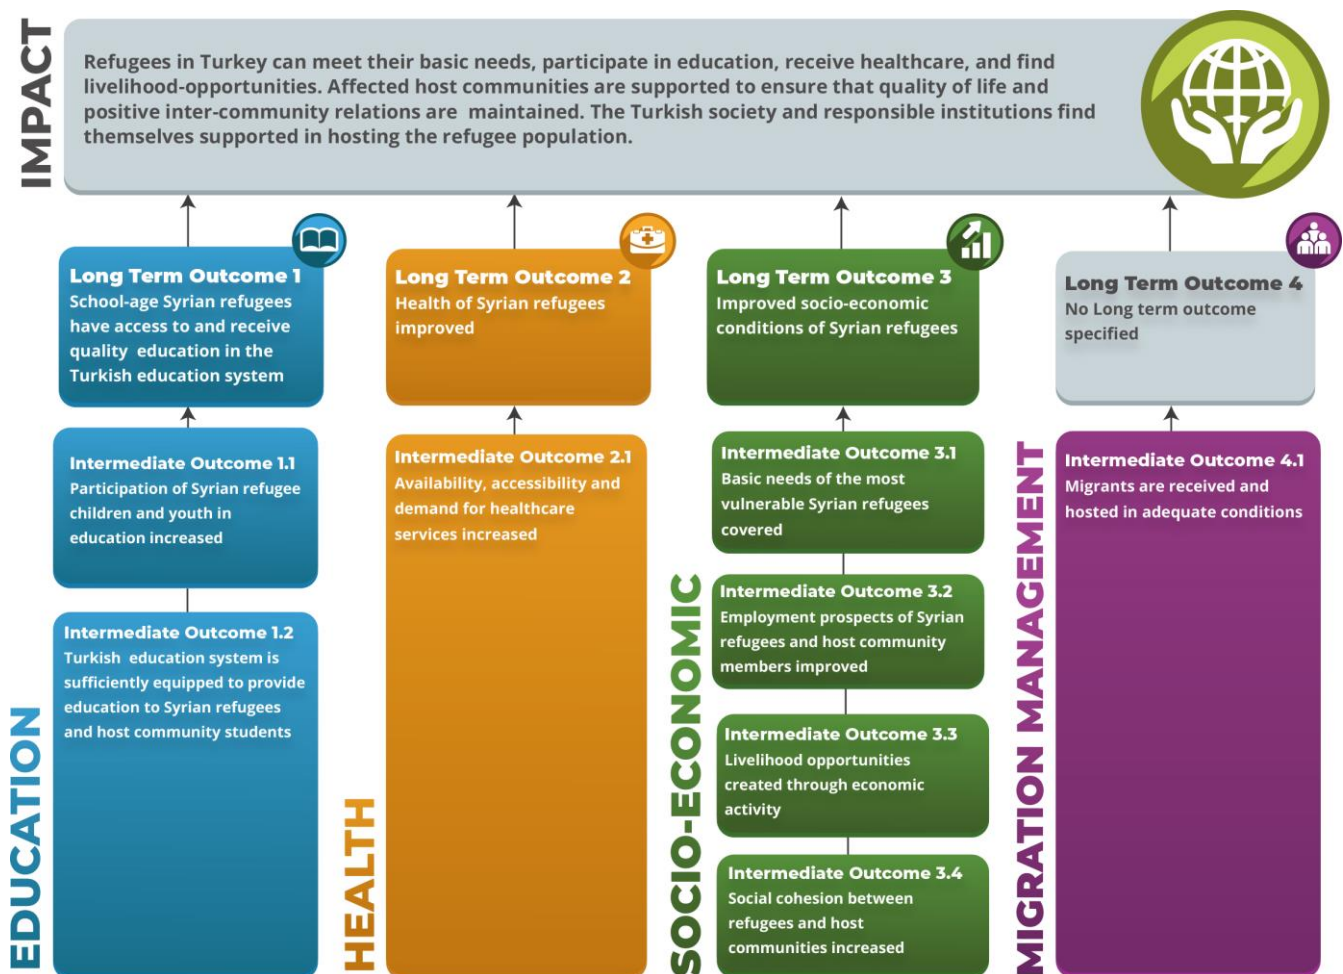 IMPACT
Refugees in Turkey can meet their basic needs, participate in education, receive healthcare, and find
livelihood-opportunities. Affected host communities are supported to ensure that quality of life and
positive inter-community relations are maintained. The Turkish society and responsible institutions find
themselves supported in hosting the refugee population.
EDUCATION
Long Term Outcome 1
School-age Syrian refugees
have access to and receive
quality education in the
Turkish education system
Intermediate Outcome 1.1
Participation of Syrian refugee
children and youth in
education increased
Intermediate Outcome 1.2
Turkish education system is
sufficiently equipped to provide
education to Syrian refugees
and host community students
HEALTH
Long Term Outcome 2
Health of Syrian refugees
improved
Intermediate Outcome 2.1
Availability, accessibility and
demand for healthcare
services increased
SOCIO-ECONOMIC
Long Term Outcome 3
Improved socio-economic
conditions of Syrian refugees
Intermediate Outcome 3.1
Basic needs of the most
vulnerable Syrian refugees
covered
Intermediate Outcome 3.2
Employment prospects of Syrian
refugees and host community
members improved
Intermediate Outcome 3.3
Livelihood opportunities
created through economic
activity
Intermediate Outcome 3.4
Social cohesion between
refugees and host
communities increased
MIGRATION MANAGEMENT
Long Term Outcome 4
No Long term outcome
specified
Intermediate Outcome 4.1
Migrants are received and
hosted in adequate conditions